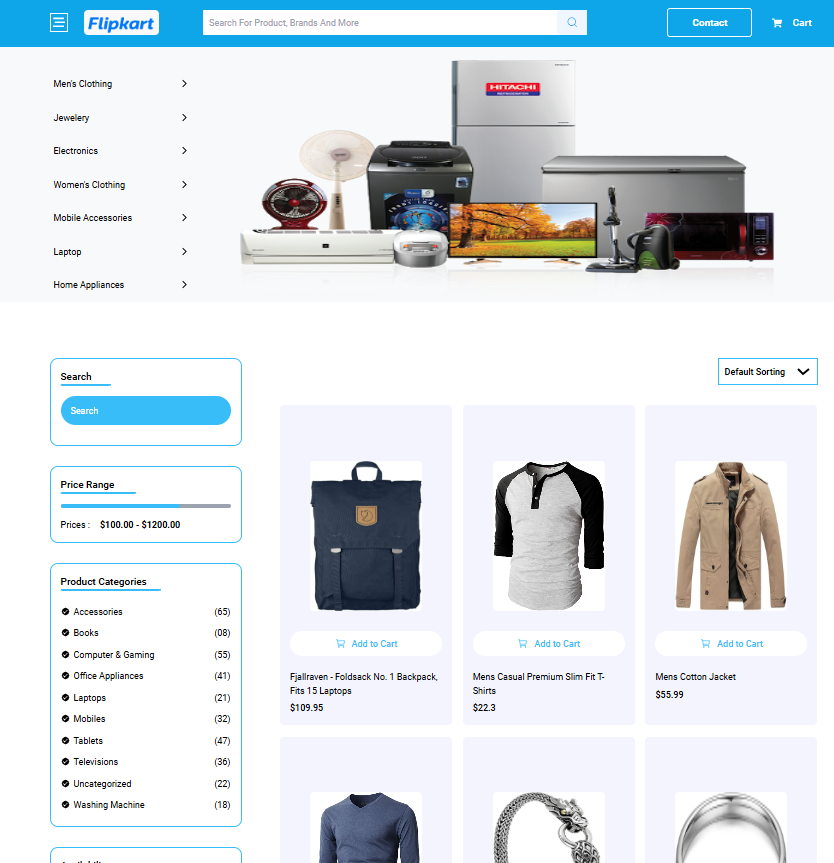 Flipkart
Search For Product, Brands And More
Contact
Cart
Men's Clothing
Jewelery
Electronics
Women's Clothing
Mobile Accessories
Laptop
Home Appliances
HITACHI
Search
Search
Price Range
Prices : $100.00 - $1200.00
Product Categories
Accessories (65)
Books (08)
Computer & Gaming (55)
Office Appliances (41)
Laptops (21)
Mobiles (32)
Tablets (47)
Televisions (36)
Uncategorized (22)
Washing Machine (18)
Default Sorting
Add to Cart
Fjallraven - Foldsack No. 1 Backpack,
Fits 15 Laptops
$109.95
Add to Cart
Mens Casual Premium Slim Fit T-
Shirts
$22.3
Add to Cart
Mens Cotton Jacket
$55.99